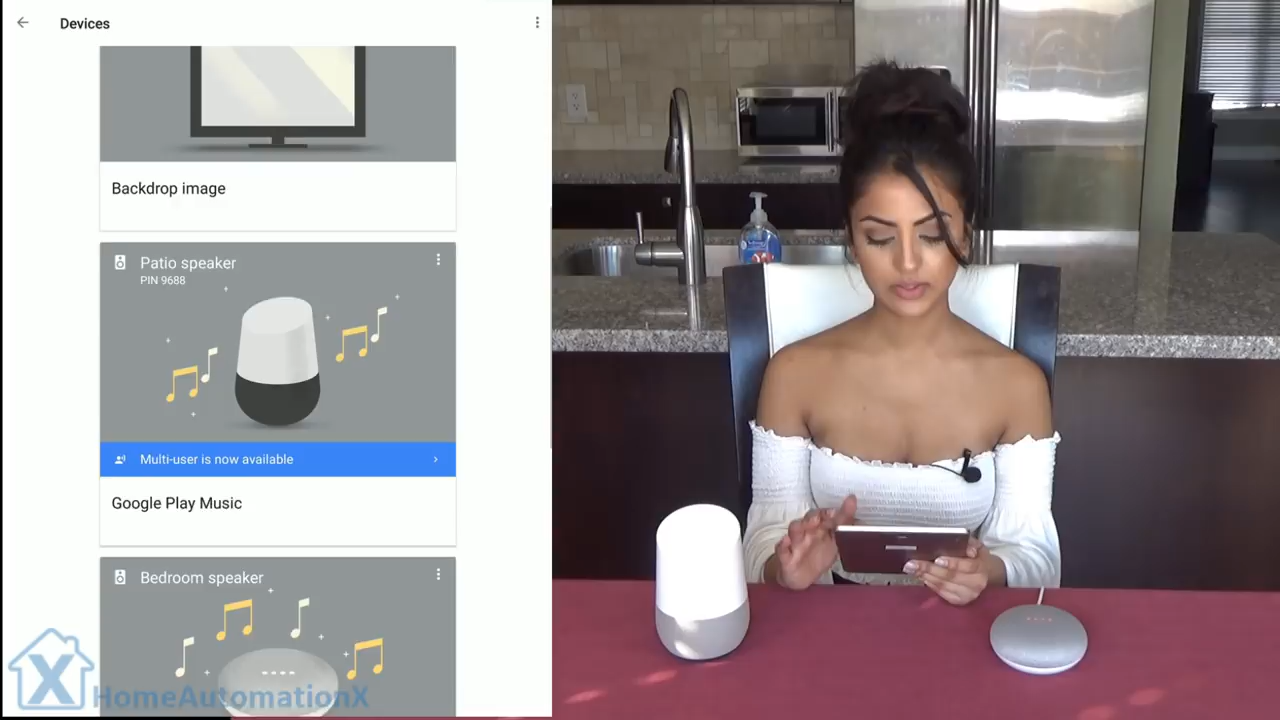 Devices
Backdrop image
Patio speaker
PIN 9688
Multi-user is now available
Google Play Music
Bedroom speaker
X
HomeAutomationX